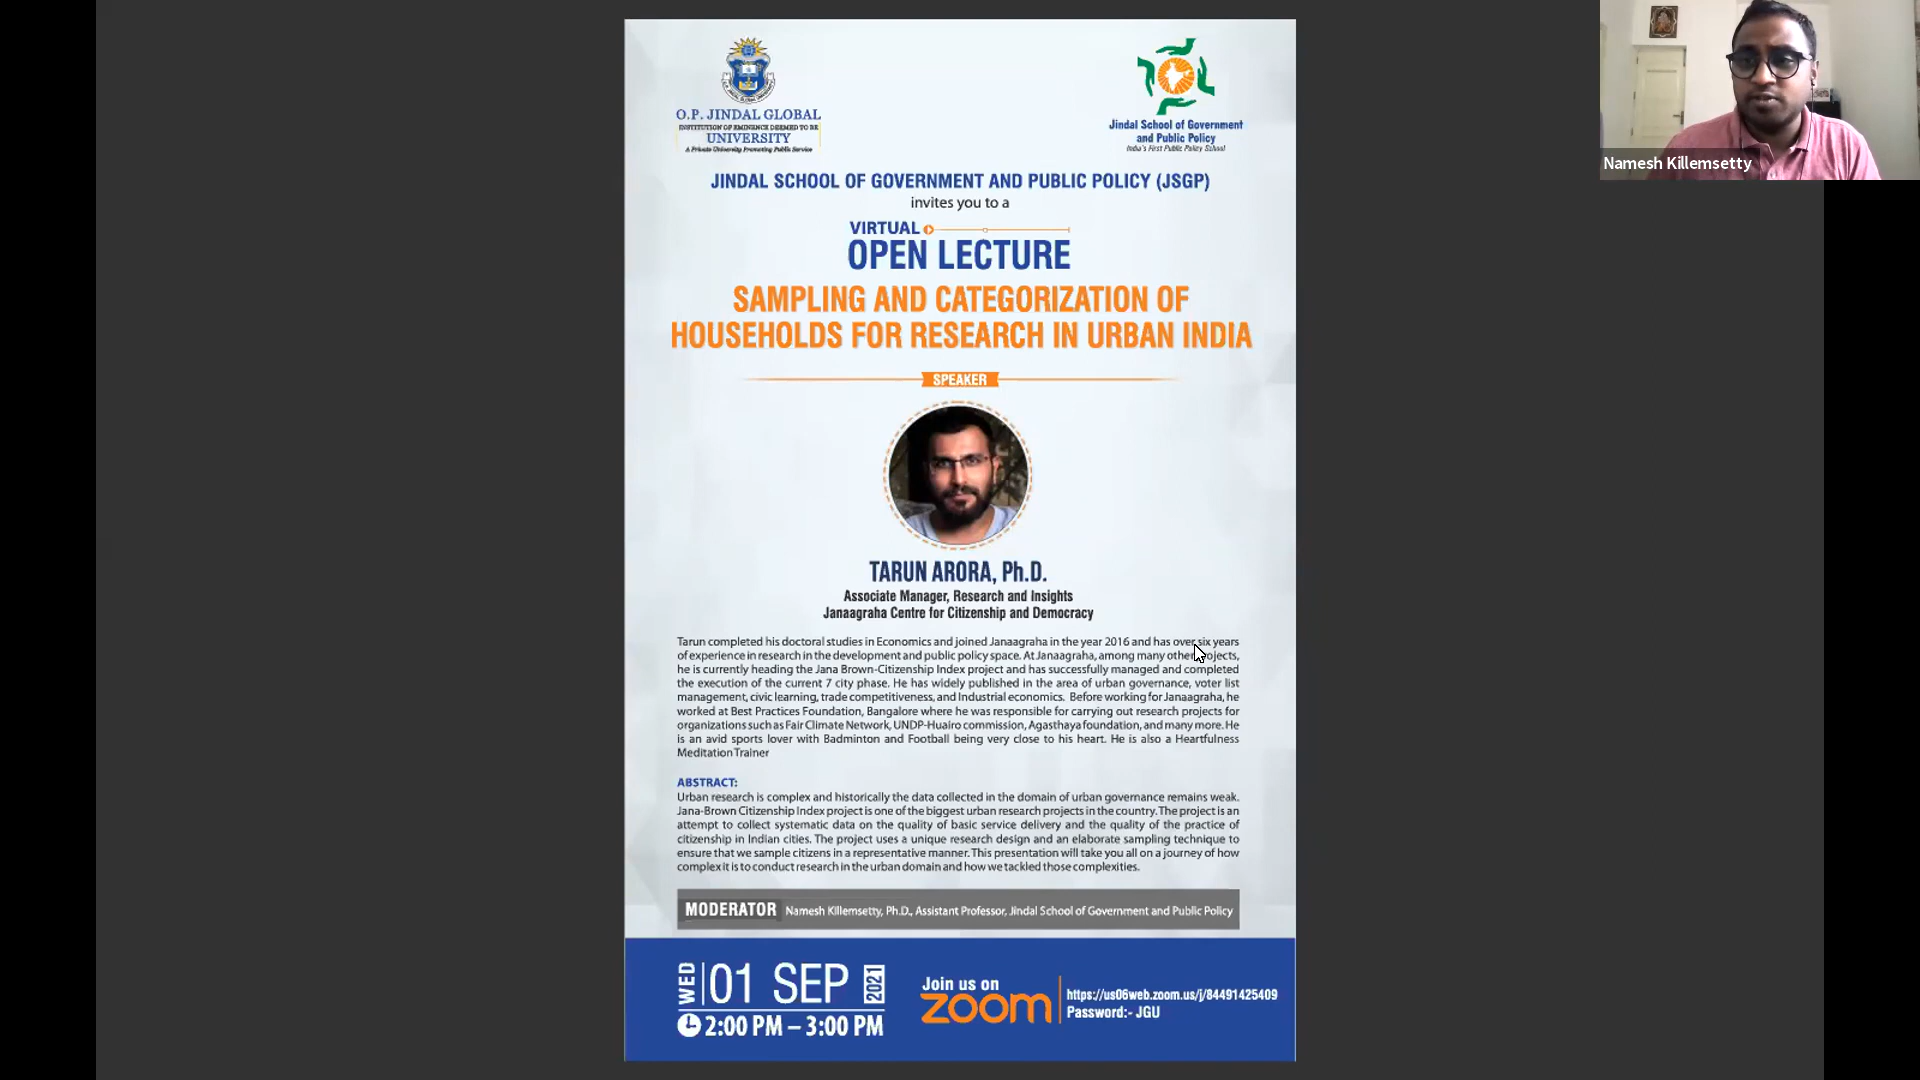 O.P. JINDAL GLOBAL
INSTITUTION OF EMINENCE DEEMED TO BE
UNIVERSITY
A Private University Promoting Public Service
Jindal School of Government
and Public Policy
India's First Public Policy School
Namesh Killemsetty
JINDAL SCHOOL OF GOVERNMENT AND PUBLIC POLICY (JSGP)
invites you to a
VIRTUAL
OPEN LECTURE
SAMPLING AND CATEGORIZATION OF
HOUSEHOLDS FOR RESEARCH IN URBAN INDIA
SPEAKER
TARUN ARORA, Ph.D.
Associate Manager, Research and Insights
Janaagraha Centre for Citizenship and Democracy
Tarun completed his doctoral studies in Economics and joined Janaagraha in the year 2016 and has over six years
of experience in research in the development and public policy space. At Janaagraha, among many other projects,
he is currently heading the Jana Brown-Citizenship Index project and has successfully managed and completed
the execution of the current 7 city phase. He has widely published in the area of urban governance, voter list
management, civic learning, trade competitiveness, and Industrial economics. Before working for Janaagraha, he
worked at Best Practices Foundation, Bangalore where he was responsible for carrying out research projects for
organizations such as Fair Climate Network, UNDP-Huairo commission, Agasthaya foundation, and many more. He
is an avid sports lover with Badminton and Football being very close to his heart. He is also a Heartfulness
Meditation Trainer
ABSTRACT:
Urban research is complex and historically the data collected in the domain of urban governance remains weak.
Jana-Brown Citizenship Index project is one of the biggest urban research projects in the country. The project is an
attempt to collect systematic data on the quality of basic service delivery and the quality of the practice of
citizenship in Indian cities. The project uses a unique research design and an elaborate sampling technique to
ensure that we sample citizens in a representative manner. This presentation will take you all on a journey of how
complex it is to conduct research in the urban domain and how we tackled those complexities.
MODERATOR Namesh Killemsetty, Ph.D., Assistant Professor, Jindal School of Government and Public Policy
WED 01 SEP 2021
2:00 PM – 3:00 PM
Join us on
zoom
https://us06web.zoom.us/j/84491425409
Password:- JGU